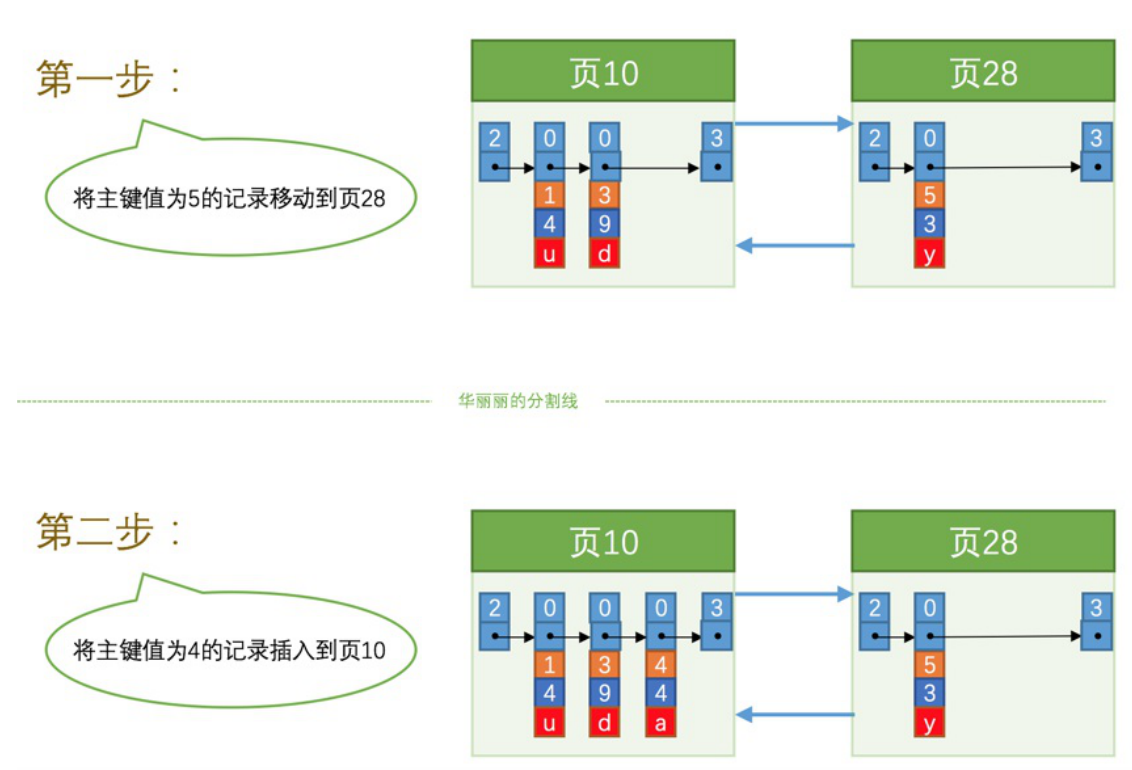 第一步：
将主键值为5的记录移动到页28
页10
2 0 0 3
1 3
4 9
u d
页28
2 0 3
5
3
y
华丽丽的分割线
第二步：
将主键值为4的记录插入到页10
页10
2 0 0 0 3
1 3 4
4 9 4
u d a
页28
2 0 3
5
3
y